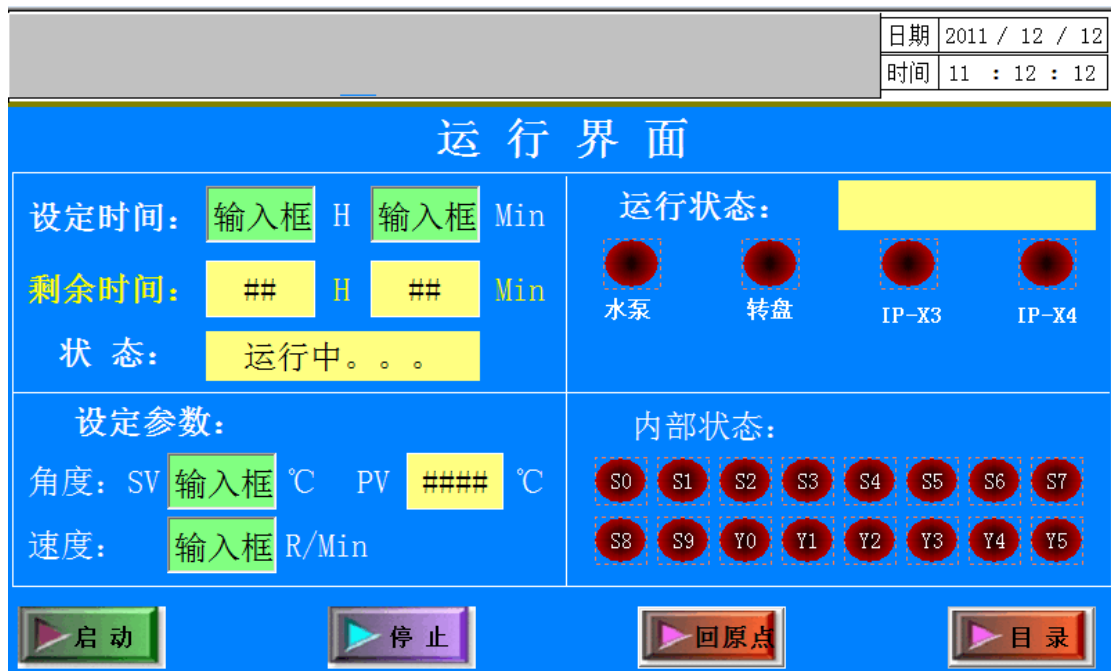 日期 2011 / 12 / 12
时间 11 : 12 : 12
运 行 界 面
设定时间： 输入框 H 输入框 Min
剩余时间： ## H ## Min
状 态： 运行中。。。
运行状态：
水泵 转盘 IP-X3 IP-X4
设定参数：
角度：SV 输入框 ℃ PV #### ℃
速度： 输入框 R/Min
内部状态：
S0 S1 S2 S3 S4 S5 S6 S7
S8 S9 Y0 Y1 Y2 Y3 Y4 Y5
启 动 停 止 回原点 目 录